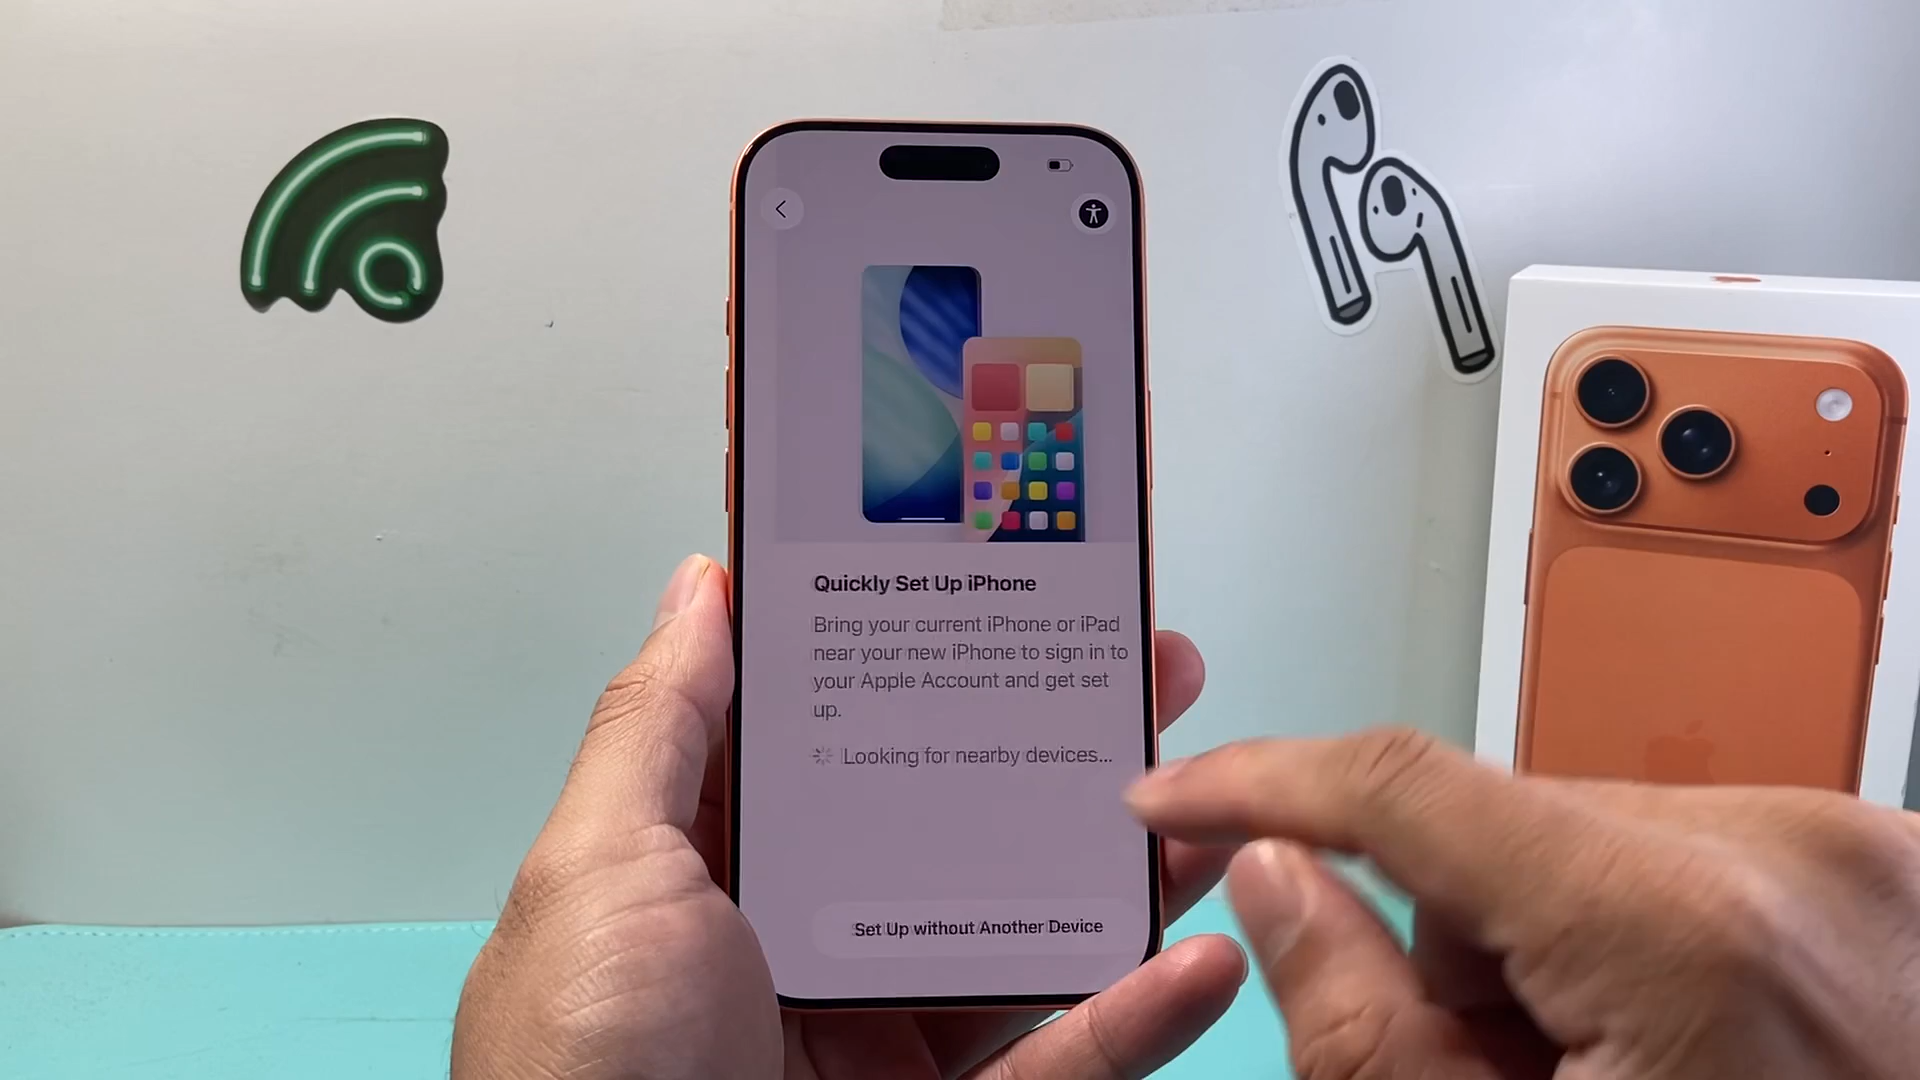 Quickly Set Up iPhone
Bring your current iPhone or iPad
near your new iPhone to sign in to
your Apple Account and get set
up.
Looking for nearby devices...
Set Up without Another Device